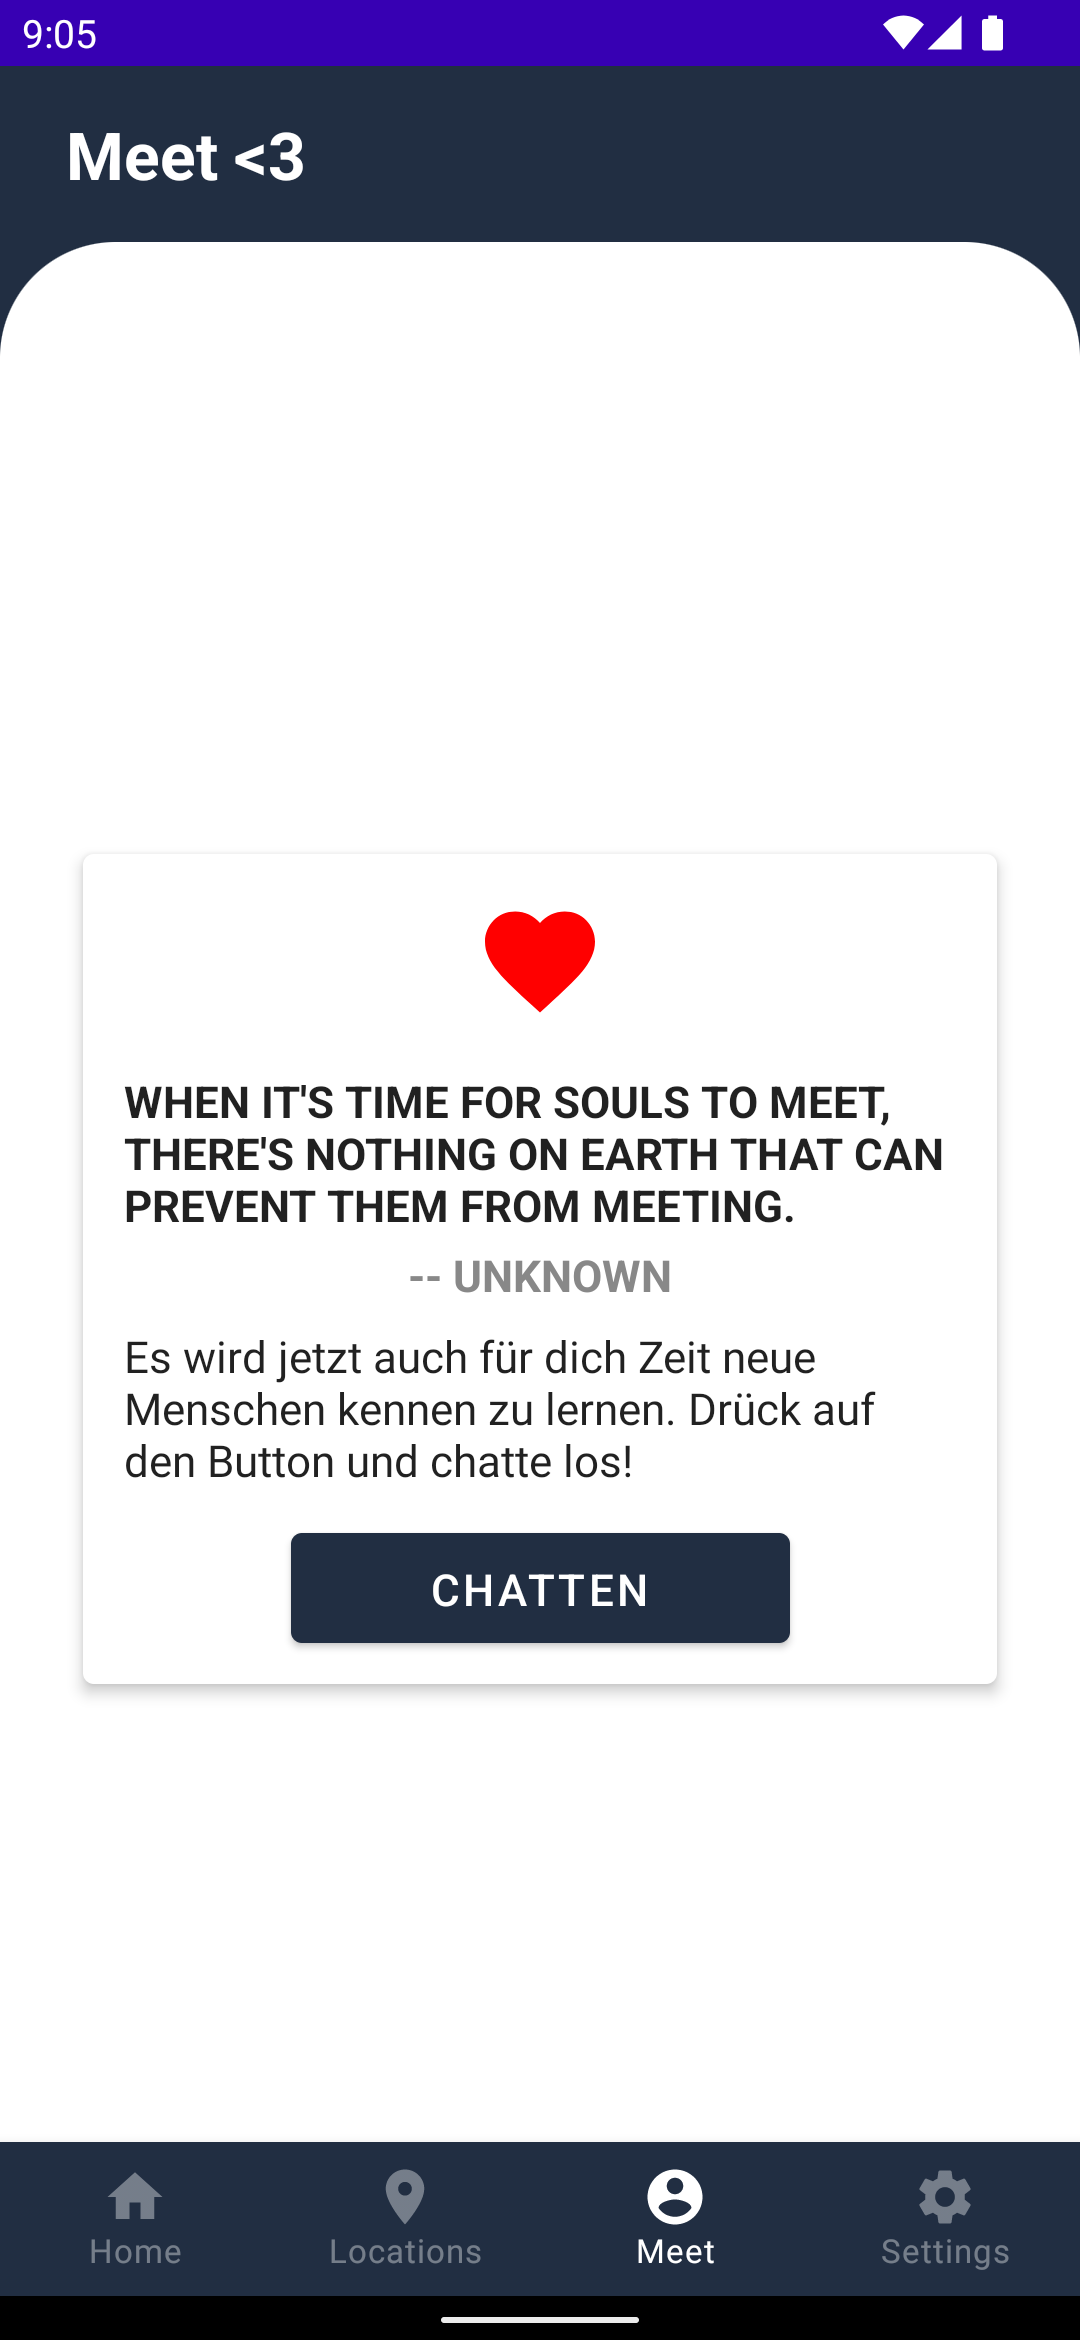 9:05
Meet <3
WHEN IT'S TIME FOR SOULS TO MEET,
THERE'S NOTHING ON EARTH THAT CAN
PREVENT THEM FROM MEETING.
-- UNKNOWN
Es wird jetzt auch für dich Zeit neue
Menschen kennen zu lernen. Drück auf
den Button und chatte los!
CHATTEN
Home
Locations
Meet
Settings